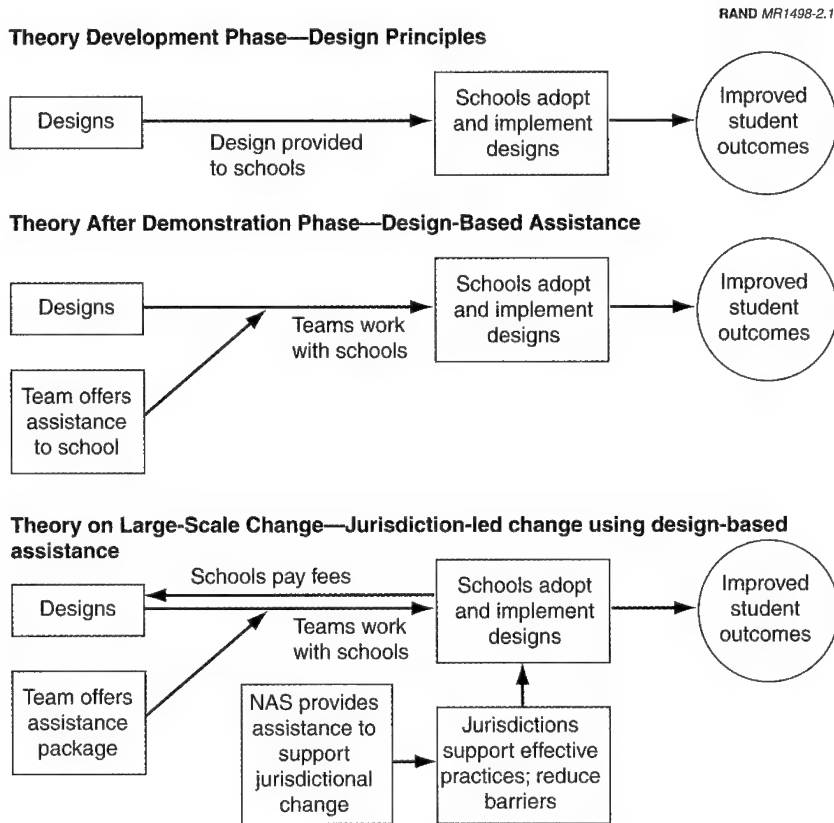 RAND MR1498-2.1
Theory Development Phase—Design Principles
Designs
Design provided
to schools
Schools adopt
and implement
designs
Improved
student
outcomes
Theory After Demonstration Phase—Design-Based Assistance
Designs
Teams work
with schools
Schools adopt
and implement
designs
Improved
student
outcomes
Team offers
assistance
to school
Theory on Large-Scale Change—Jurisdiction-led change using design-based
assistance
Schools pay fees
Designs
Teams work
with schools
Schools adopt
and implement
designs
Improved
student
outcomes
Team offers
assistance
package
NAS provides
assistance to
support
jurisdictional
change
Jurisdictions
support effective
practices; reduce
barriers